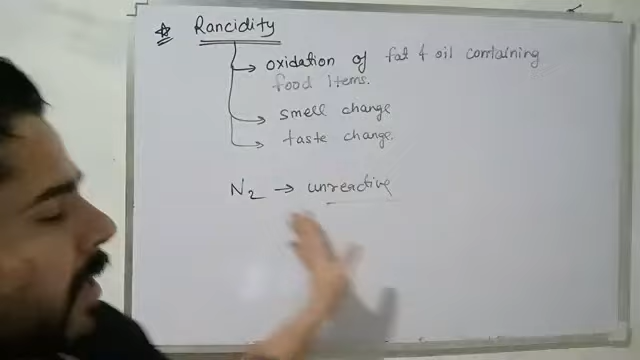 ☆ Rancidity
→ oxidation of fat & oil containing
food items.
→ smell change
→ taste change.
N2 → unreactive